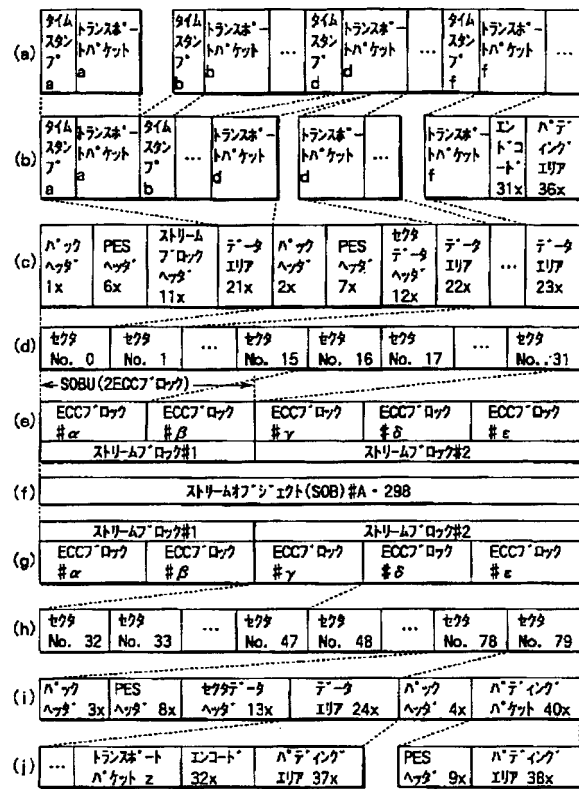 (a)
タイムスタンプ a
トランスポートパケット a
タイムスタンプ b
トランスポートパケット b
...
タイムスタンプ d
トランスポートパケット d
...
タイムスタンプ f
トランスポートパケット f
...
(b)
タイムスタンプ a
トランスポートパケット a
タイムスタンプ b
...
トランスポートパケット d
トランスポートパケット d
...
トランスポートパケット f
エンドコード 31x
パディングエリア 36x
(c)
パックヘッダ 1x
PESヘッダ 6x
ストリームブロックヘッダ 11x
データエリア 21x
パックヘッダ 2x
PESヘッダ 7x
セクタデータヘッダ 12x
データエリア 22x
...
データエリア 23x
(d)
セクタ No. 0
セクタ No. 1
...
セクタ No. 15
セクタ No. 16
セクタ No. 17
...
セクタ No. 31
SOBU(2ECCブロック)
(e)
ECCブロック #α
ECCブロック #β
ECCブロック #γ
ECCブロック #δ
ECCブロック #ε
ストリームブロック#1
ストリームブロック#2
(f)
ストリームオブジェクト(SOB)#A・298
ストリームブロック#1
ストリームブロック#2
(g)
ECCブロック #α
ECCブロック #β
ECCブロック #γ
ECCブロック #δ
ECCブロック #ε
(h)
セクタ No. 32
セクタ No. 33
...
セクタ No. 47
セクタ No. 48
...
セクタ No. 78
セクタ No. 79
(i)
パックヘッダ 3x
PESヘッダ 8x
セクタデータヘッダ 13x
データエリア 24x
パックヘッダ 4x
パディングパケット 40x
(j)
...
トランスポートパケット z
エンコード 32x
パディングエリア 37x
PESヘッダ 9x
パディングエリア 38x